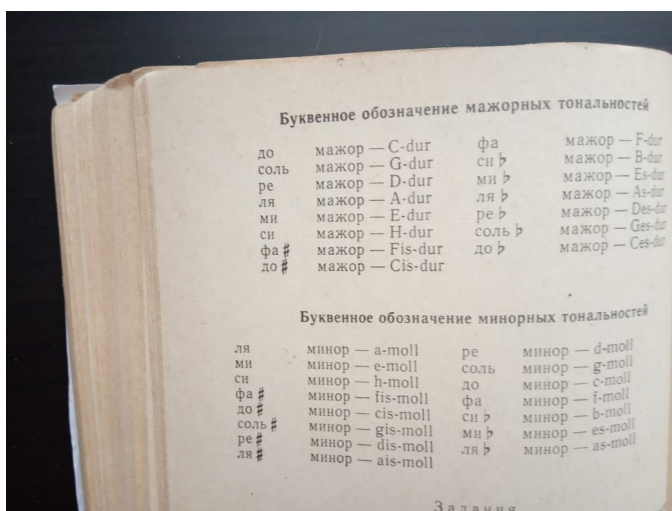 Буквенное обозначение мажорных тональностей
до мажор — C-dur фа мажор — F-dur
соль мажор — G-dur си♭ мажор — B-dur
ре мажор — D-dur ми♭ мажор — Es-dur
ля мажор — A-dur ля♭ мажор — As-dur
ми мажор — E-dur ре♭ мажор — Des-dur
си мажор — H-dur соль♭ мажор — Ges-dur
фа♯ мажор — Fis-dur до♭ мажор — Ces-dur
до♯ мажор — Cis-dur
Буквенное обозначение минорных тональностей
ля минор — a-moll ре минор — d-moll
ми минор — e-moll соль минор — g-moll
си минор — h-moll до минор — c-moll
фа♯ минор — fis-moll фа минор — f-moll
до♯ минор — cis-moll си♭ минор — b-moll
соль♯ минор — gis-moll ми♭ минор — es-moll
ре♯ минор — dis-moll ля♭ минор — as-moll
ля♯ минор — ais-moll
Задания